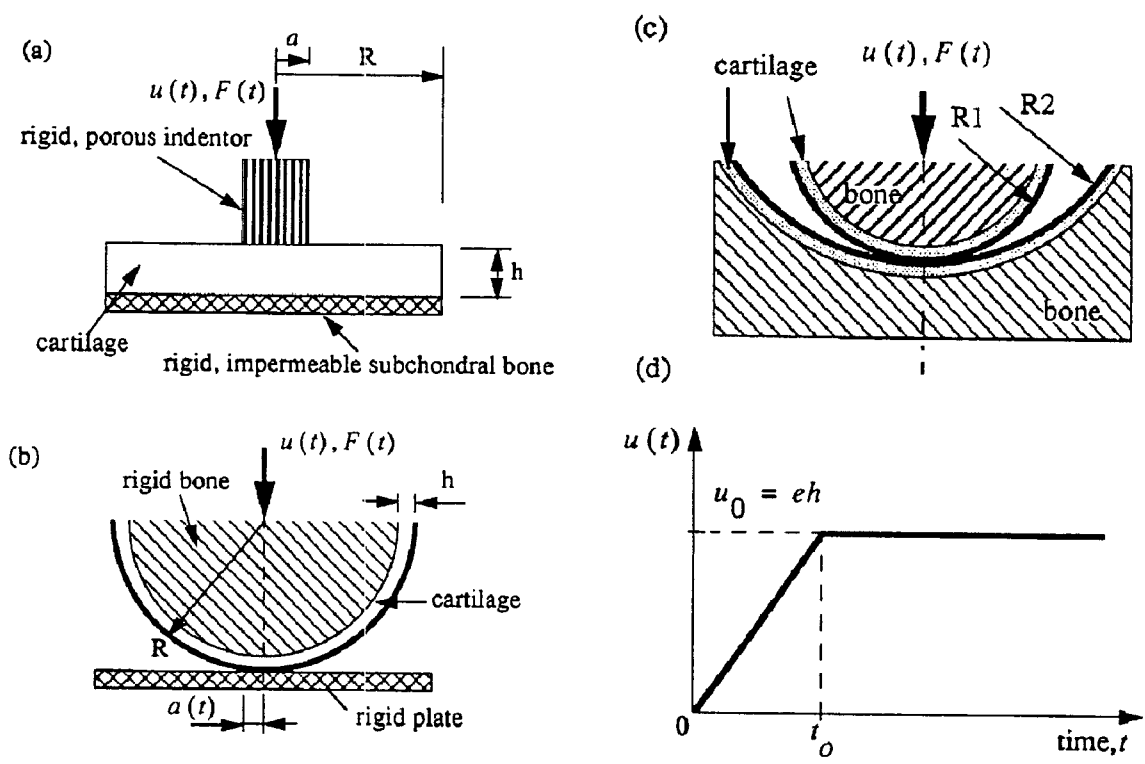 (a)
a
R
u(t), F(t)
rigid, porous indentor
h
cartilage
rigid, impermeable subchondral bone
(b)
u(t), F(t)
rigid bone
h
cartilage
R
a(t)
rigid plate
(c)
cartilage
u(t), F(t)
R1
R2
bone
bone
(d)
u(t)
u0 = eh
0
to
time,t